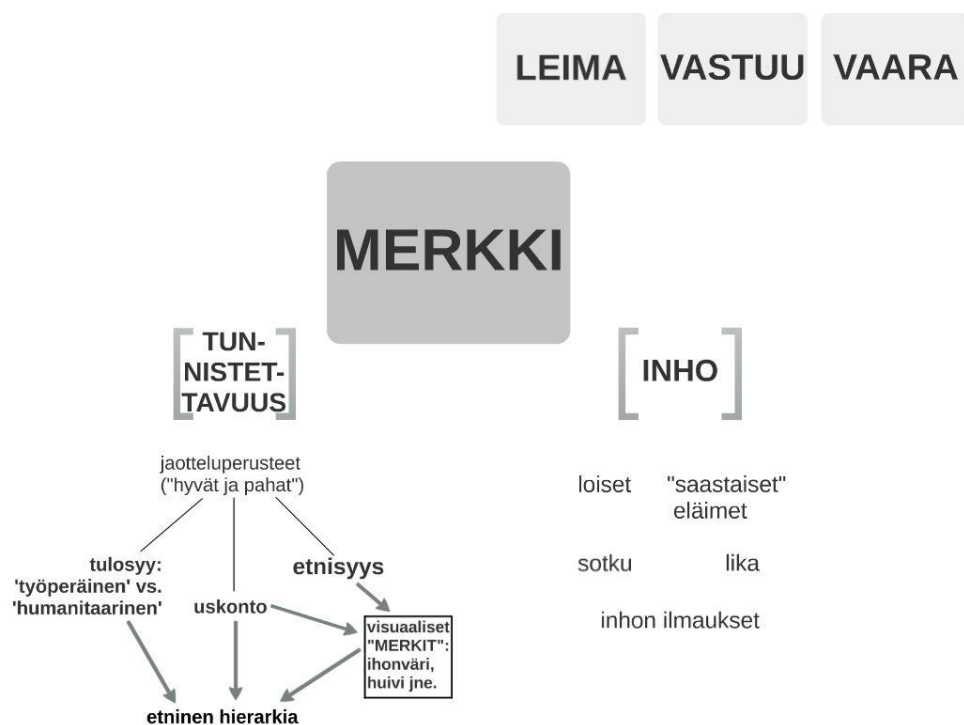 LEIMA VASTUU VAARA
MERKKI
TUN-
NISTET-
TAVUUS
jaotteluperusteet
("hyvät ja pahat")
tulosyy:
'työperäinen' vs.
'humanitaarinen'
uskonto
etnisyys
visuaaliset
"MERKIT":
ihonväri,
huivi jne.
etninen hierarkia
INHO
loiset "saastaiset"
eläimet
sotku lika
inhon ilmaukset